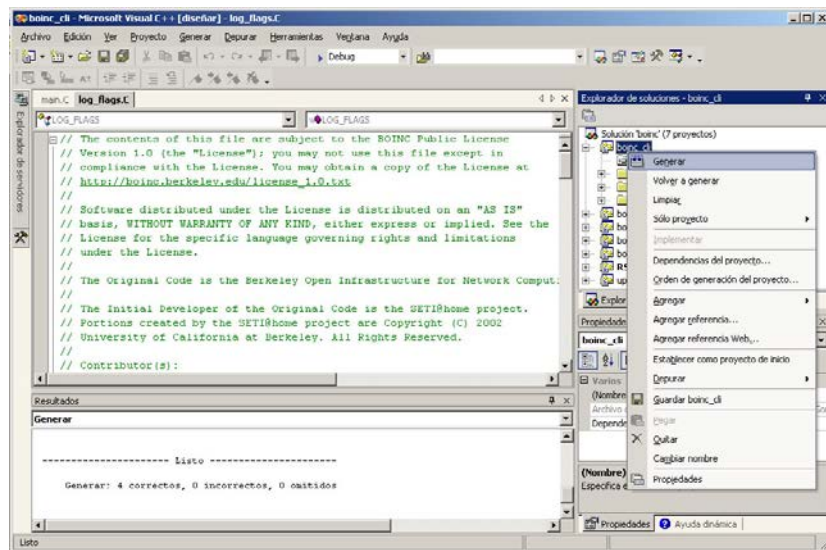 boinc_cli - Microsoft Visual C++ [diseñar] - log_flags.C
Archivo Edición Ver Proyecto Generar Depurar Herramientas Ventana Ayuda
Debug
man.C log_flags.C
LOG_FLAGS LOG_FLAGS
// The contents of this file are subject to the BOINC Public License
// Version 1.0 (the "License"); you may not use this file except in
// compliance with the License. You may obtain a copy of the License at
// http://boinc.berkeley.edu/license_1.0.txt
//
// Software distributed under the License is distributed on an "AS IS"
// basis, WITHOUT WARRANTY OF ANY KIND, either express or implied. See the
// License for the specific language governing rights and limitations
// under the License.
//
// The Original Code is the Berkeley Open Infrastructure for Network Comput:
//
// The Initial Developer of the Original Code is the SETI@home project.
// Portions created by the SETI@home project are Copyright (C) 2002
// University of California at Berkeley. All Rights Reserved.
//
// Contributor(s):
Explorador de servidores
Resultados
Generar
---------------------- Listo ----------------------
Generar: 4 correctos, 0 incorrectos, 0 omitidos
Explorador de soluciones - boinc_cli
Solución 'boinc' (7 proyectos)
boinc_cli
bo
bo
bo
bo
RS
up
Explor
Propiedade
boinc_cli
Varios
(Nombre
Archivo
Depende
(Nombre)
Especifica e
Generar
Volver a generar
Limpiar
Sólo proyecto
Implementar
Dependencias del proyecto...
Orden de generación del proyecto...
Agregar
Agregar referencia...
Agregar referencia Web...
Establecer como proyecto de inicio
Depurar
Guardar boinc_cli
Pegar
Quitar
Cambiar nombre
Propiedades
Propiedades Ayuda dinámica
Listo